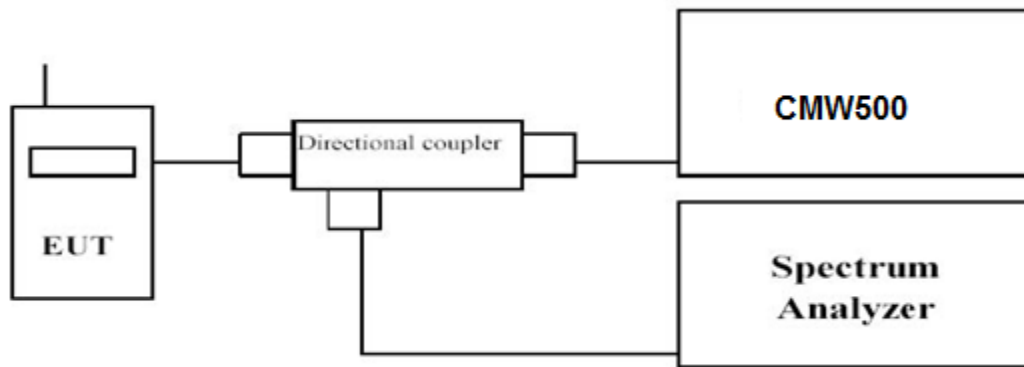 CMW500
Directional coupler
EUT
Spectrum
Analyzer